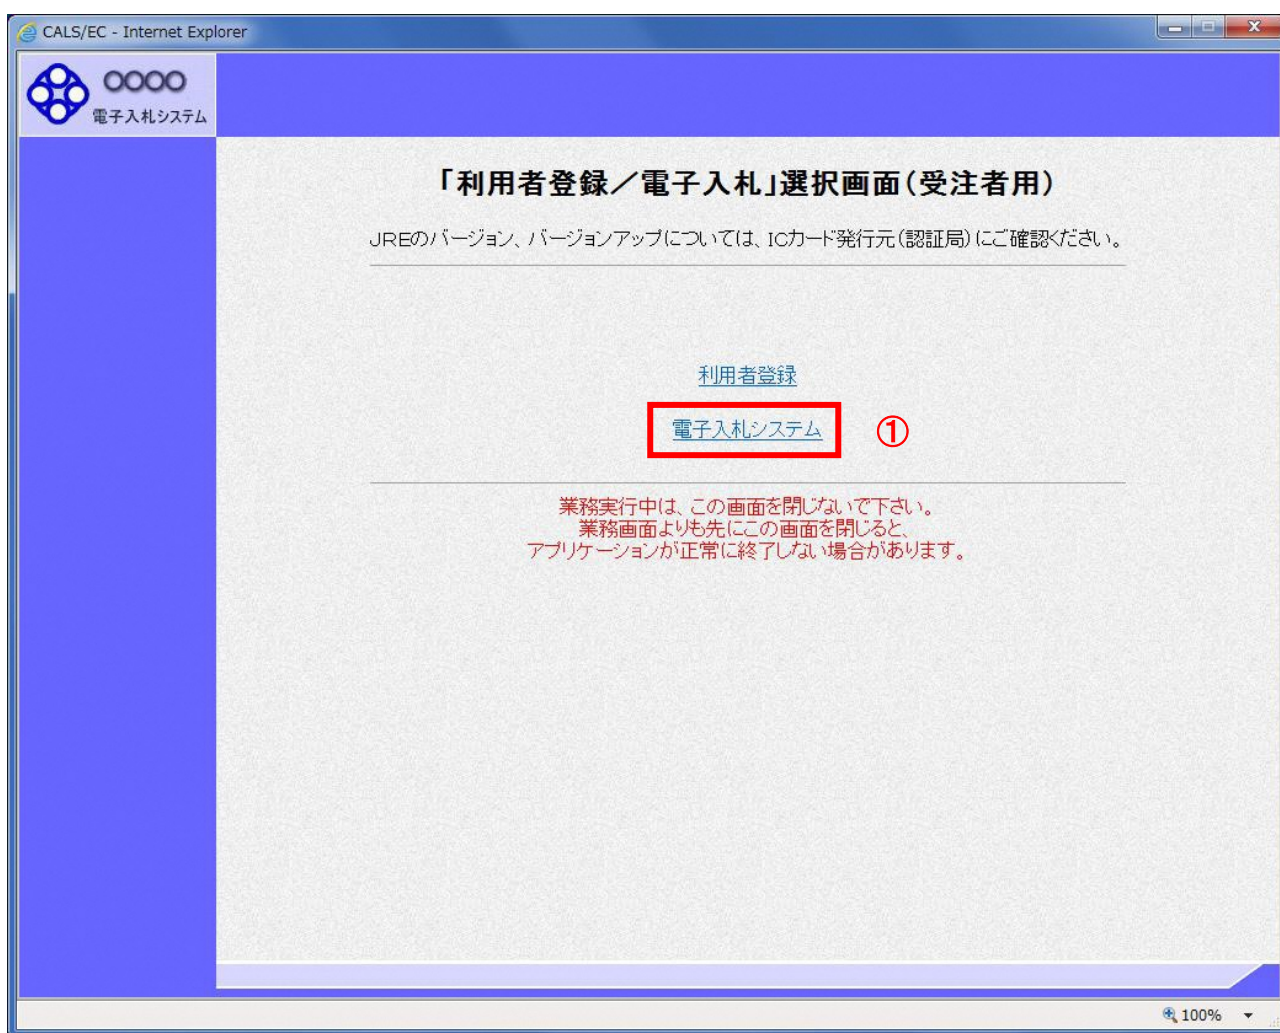 CALS/EC - Internet Explorer
○○○○
電子入札システム
「利用者登録／電子入札」選択画面（受注者用）
JREのバージョン、バージョンアップについては、ICカード発行元（認証局）にご確認ください。
利用者登録
電子入札システム ①
業務実行中は、この画面を閉じないで下さい。
業務画面よりも先にこの画面を閉じると、
アプリケーションが正常に終了しない場合があります。
100%